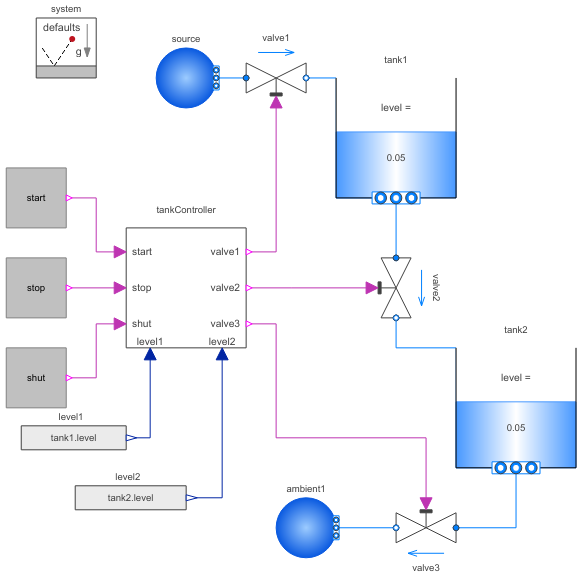 system
defaults
g
source
valve1
tank1
level =
0.05
start
tankController
start
valve1
stop
stop
valve2
valve2
shut
valve3
level1
level2
tank2
shut
level =
level1
tank1.level
0.05
level2
tank2.level
ambient1
valve3